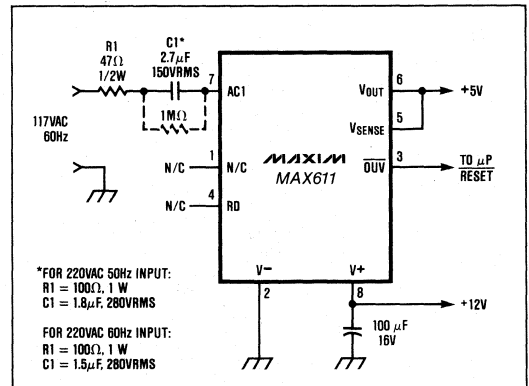 R1
47Ω
1/2W
C1*
2.7μF
150VRMS
1MΩ
117VAC
60Hz
7
AC1
1
N/C
N/C
4
N/C
RD
MAXIM
MAX611
VOUT
6
+5V
VSENSE
5
OUV
3
TO μP
RESET
V−
2
V+
8
+12V
100 μF
16V
*FOR 220VAC 50Hz INPUT:
R1 = 100Ω, 1 W
C1 = 1.8μF, 280VRMS
FOR 220VAC 60Hz INPUT:
R1 = 100Ω, 1 W
C1 = 1.5μF, 280VRMS